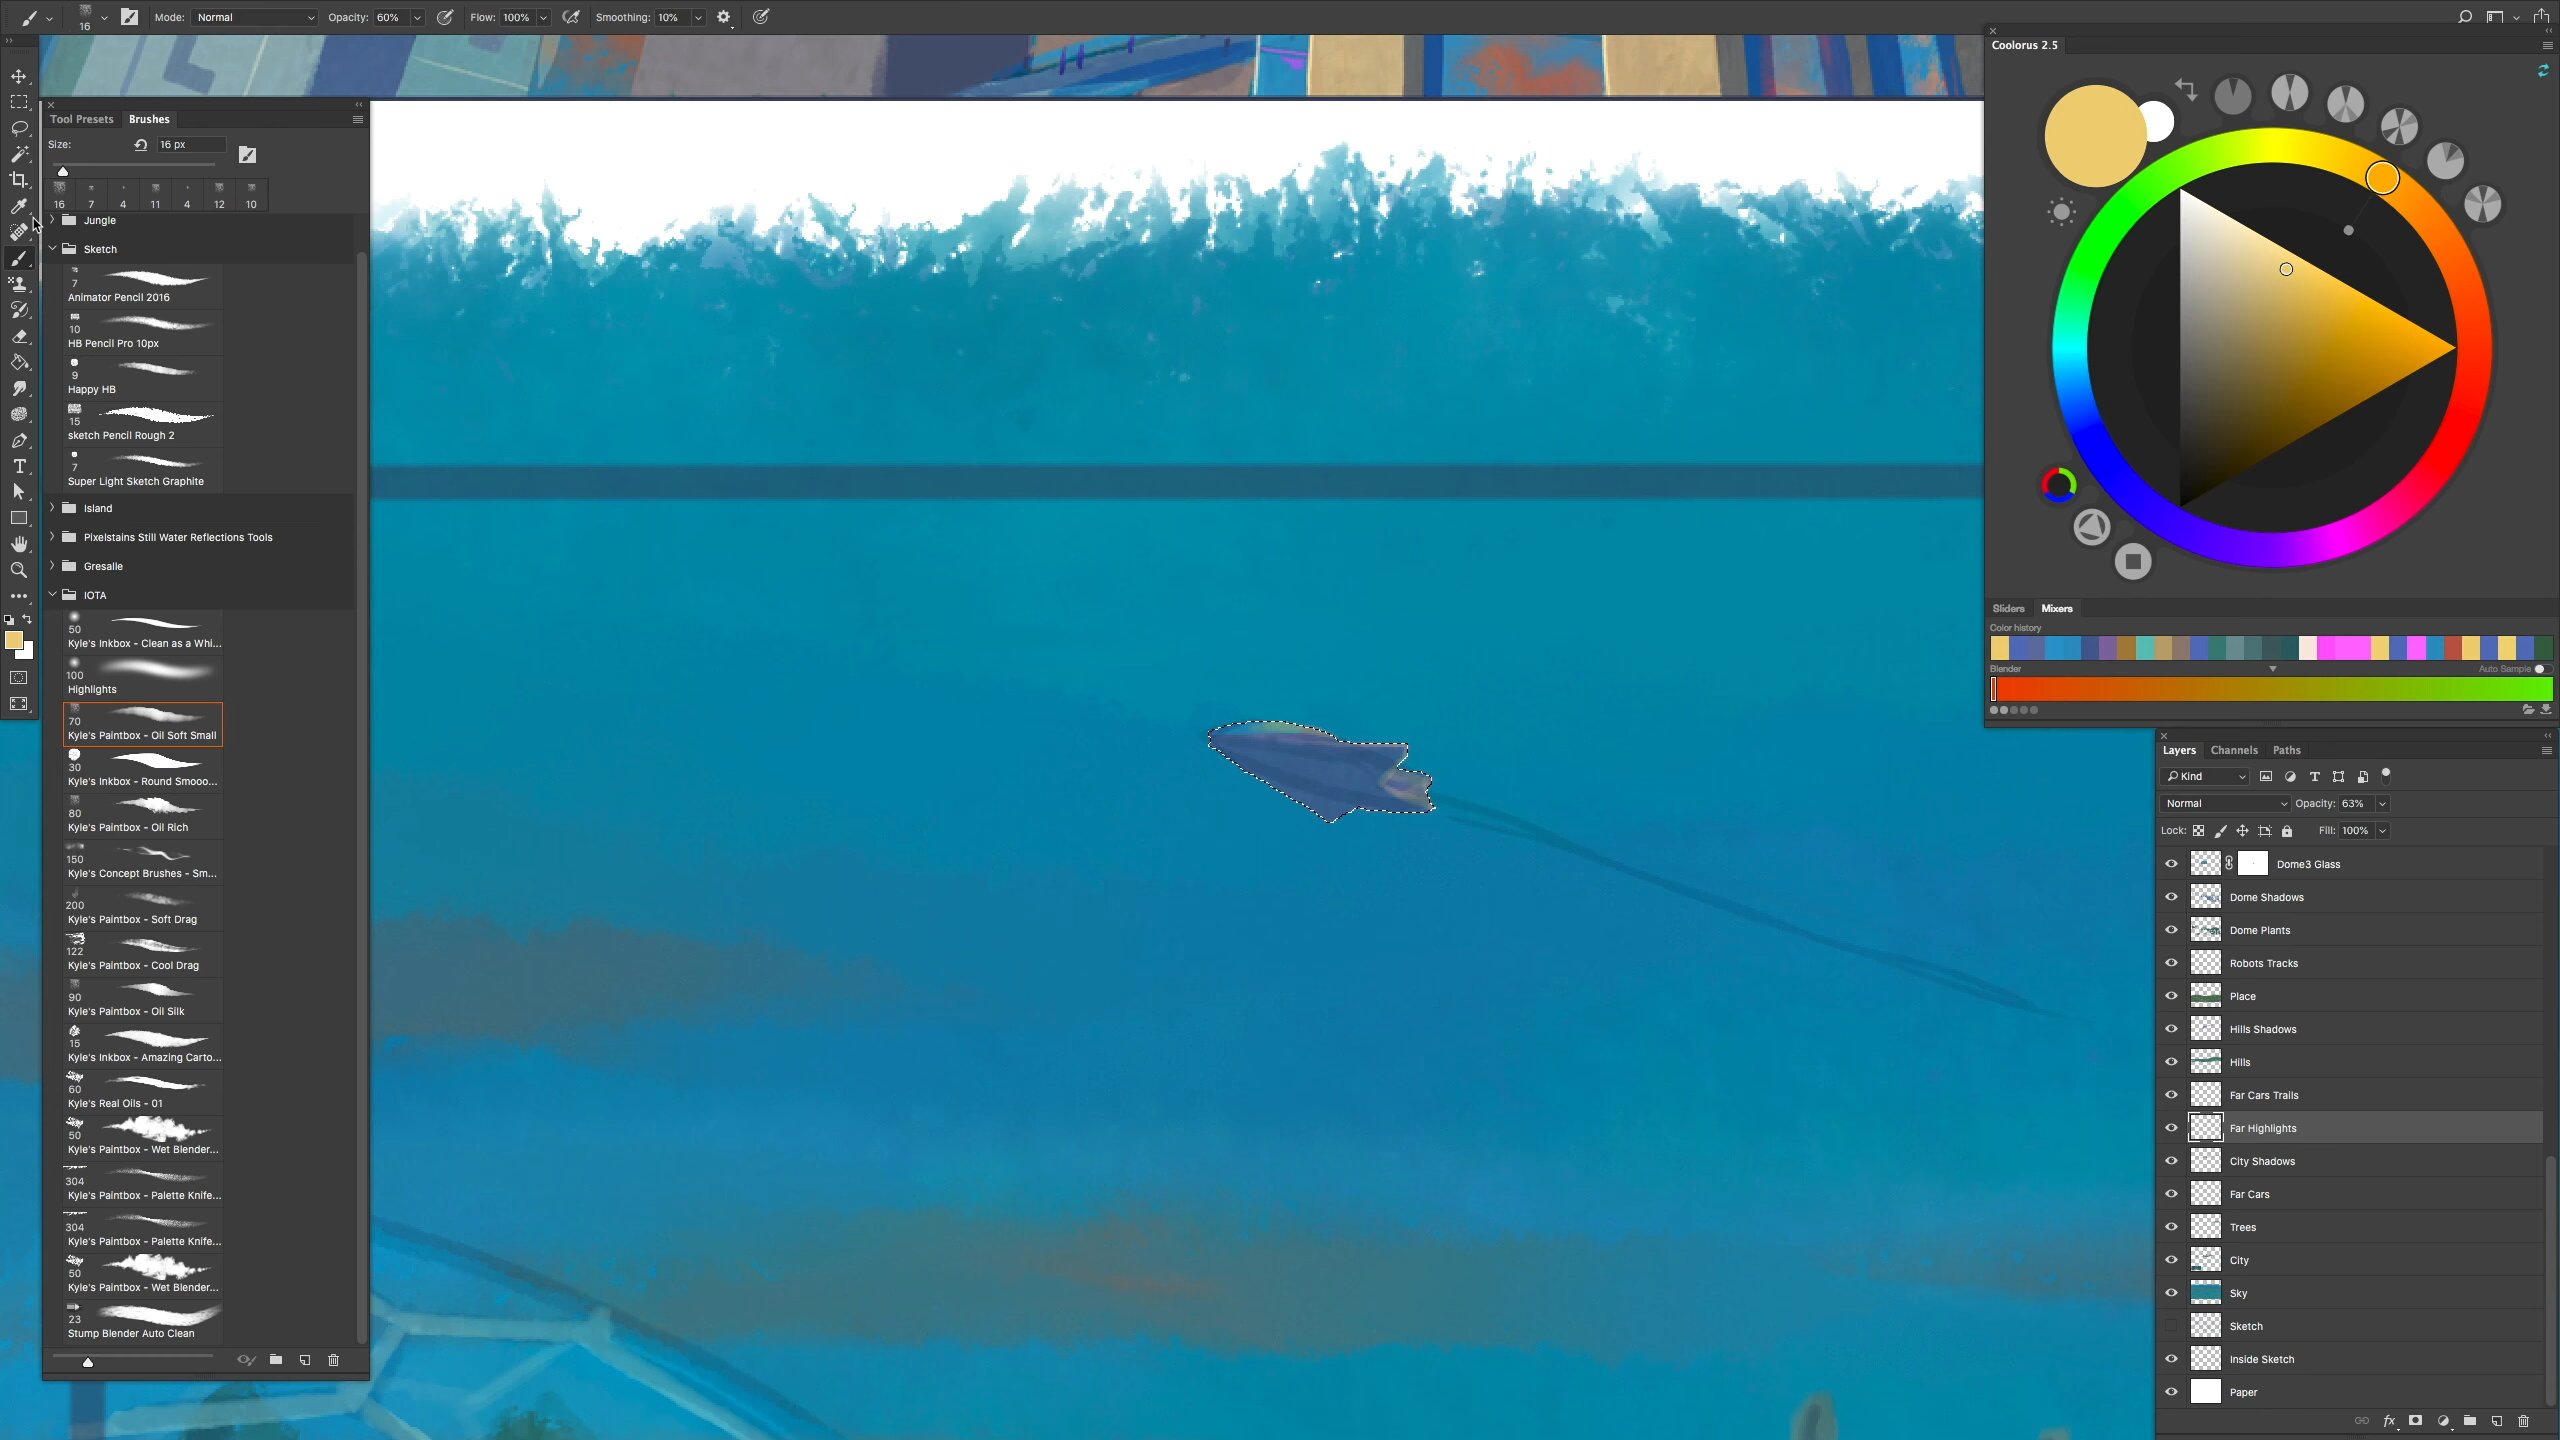 16
Mode: Normal Opacity: 60% Flow: 100% Smoothing: 10%
Tool Presets Brushes
Size: 16 px
16 7 4 11 4 12 10
Jungle
Sketch
7
Animator Pencil 2016
10
HB Pencil Pro 10px
9
Happy HB
15
sketch Pencil Rough 2
7
Super Light Sketch Graphite
Island
Pixelstains Still Water Reflections Tools
Gresalle
IOTA
50
Kyle's Inkbox - Clean as a Whi...
100
Highlights
70
Kyle's Paintbox - Oil Soft Small
30
Kyle's Inkbox - Round Smooo...
80
Kyle's Paintbox - Oil Rich
150
Kyle's Concept Brushes - Sm...
200
Kyle's Paintbox - Soft Drag
122
Kyle's Paintbox - Cool Drag
90
Kyle's Paintbox - Oil Silk
15
Kyle's Inkbox - Amazing Carto...
60
Kyle's Real Oils - 01
50
Kyle's Paintbox - Wet Blender...
304
Kyle's Paintbox - Palette Knife...
304
Kyle's Paintbox - Palette Knife...
50
Kyle's Paintbox - Wet Blender...
23
Stump Blender Auto Clean
Coolorus 2.5
Sliders Mixers
Color history
Blender Auto Sample
Layers Channels Paths
Kind
Normal Opacity: 63%
Lock: Fill: 100%
Dome3 Glass
Dome Shadows
Dome Plants
Robots Tracks
Place
Hills Shadows
Hills
Far Cars Trails
Far Highlights
City Shadows
Far Cars
Trees
City
Sky
Sketch
Inside Sketch
Paper
fx